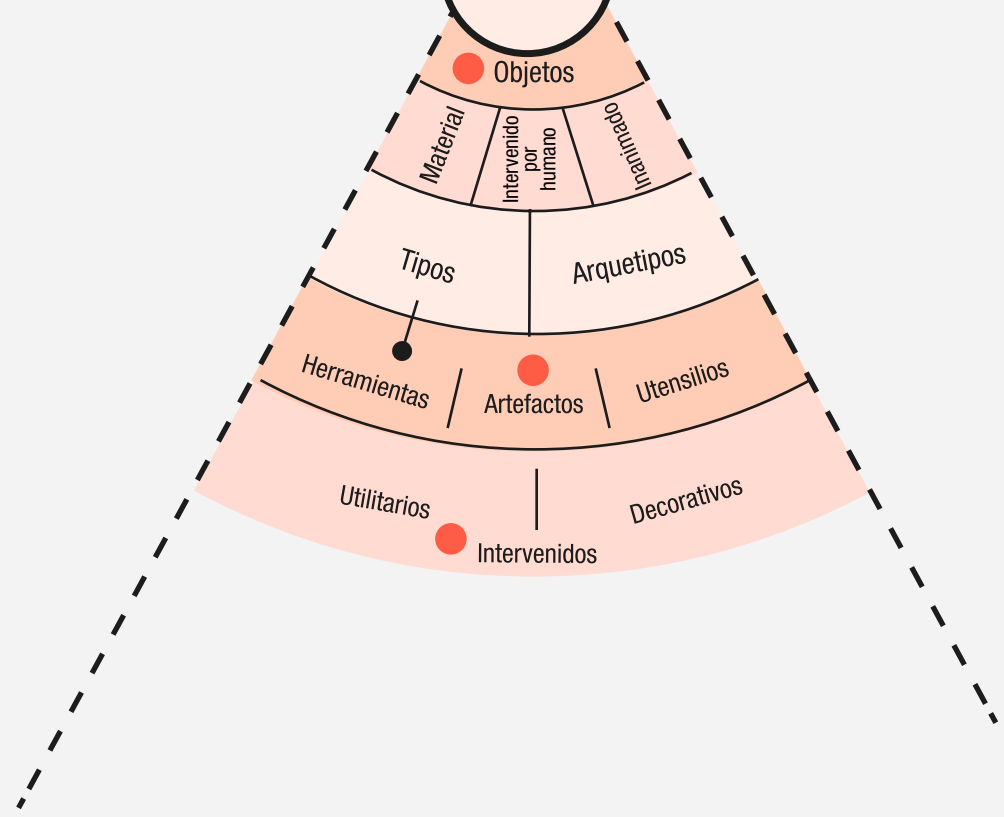 Objetos
Material
Intervenido
por
humano
Inanimado
Tipos
Arquetipos
Herramientas
Artefactos
Utensilios
Utilitarios
Decorativos
Intervenidos